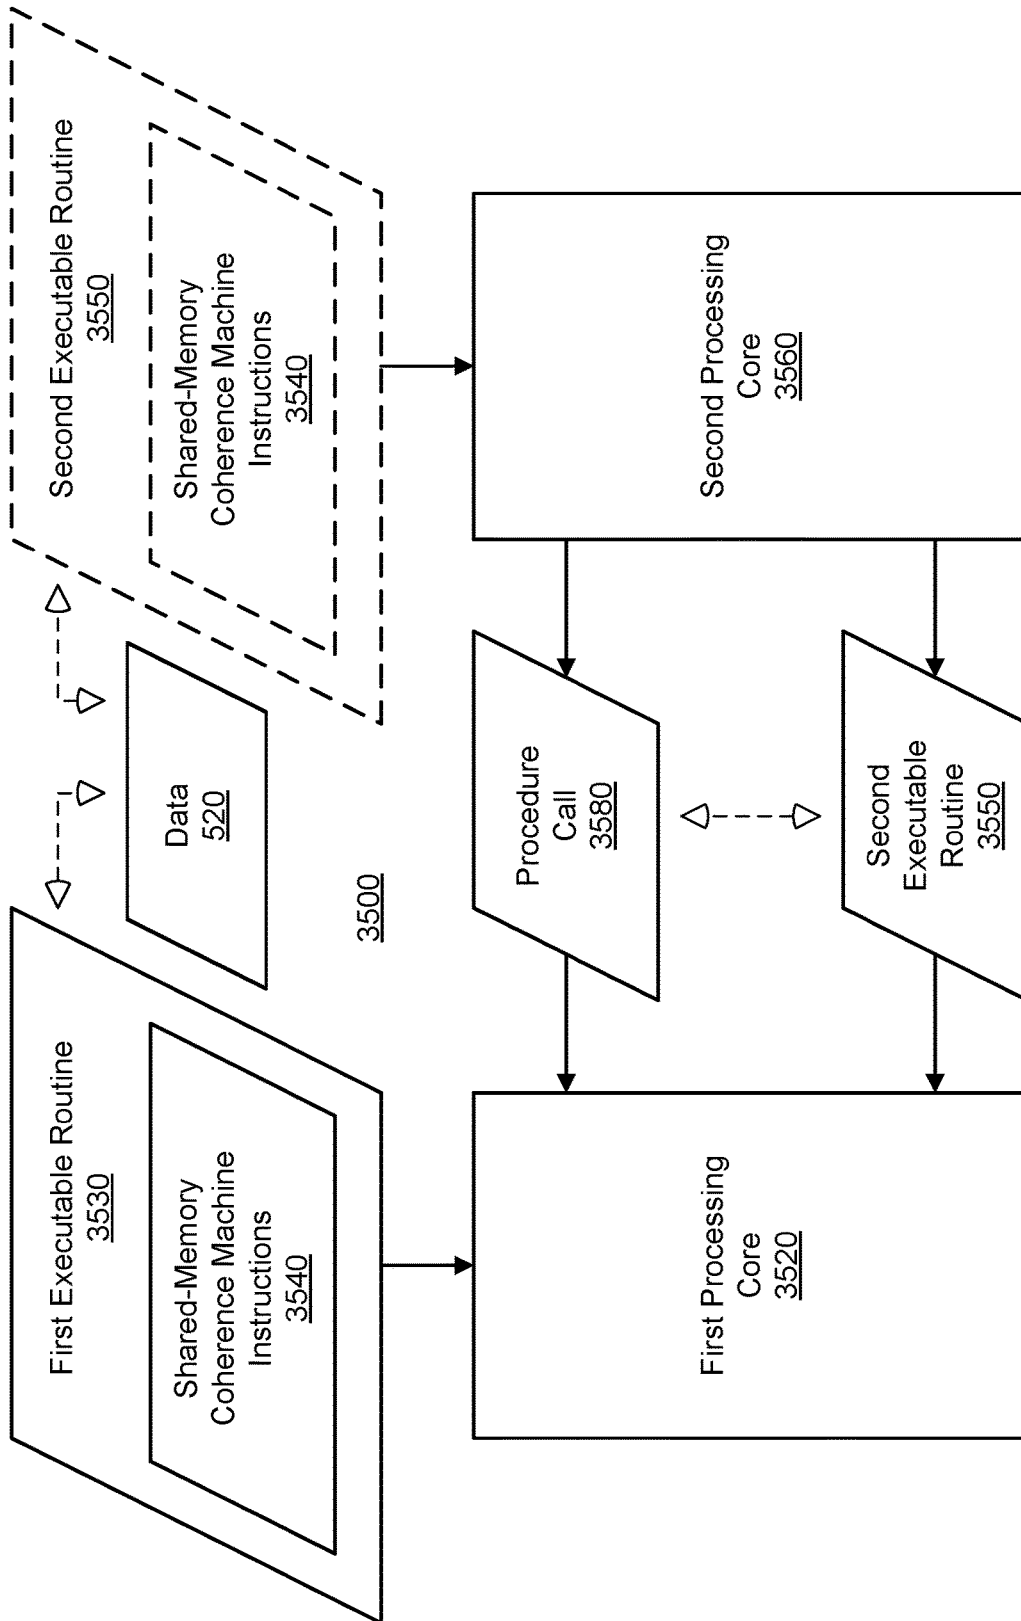 First Executable Routine
3530
Shared-Memory
Coherence Machine
Instructions
3540
Data
520
Second Executable Routine
3550
Shared-Memory
Coherence Machine
Instructions
3540
3500
First Processing
Core
3520
Procedure
Call
3580
Second
Executable
Routine
3550
Second Processing
Core
3560